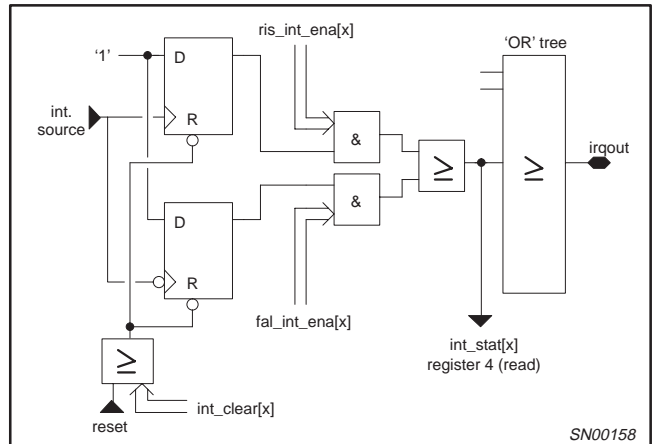 ris_int_ena[x]
'OR' tree
'1'
D
int.
source
R
&
≥
≥
irqout
D
&
R
fal_int_ena[x]
int_stat[x]
register 4 (read)
≥
int_clear[x]
reset
SN00158